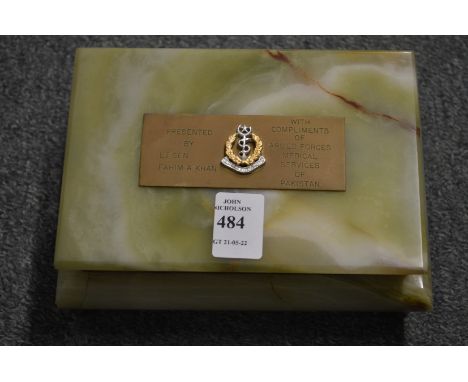 PRESENTED
BY
LT GEN
FAHIM A KHAN
WITH
COMPLIMENTS
OF
ARMED FORCES
MEDICAL
SERVICES
OF
PAKISTAN
JOHN
NICHOLSON
484
GT 21-05-22